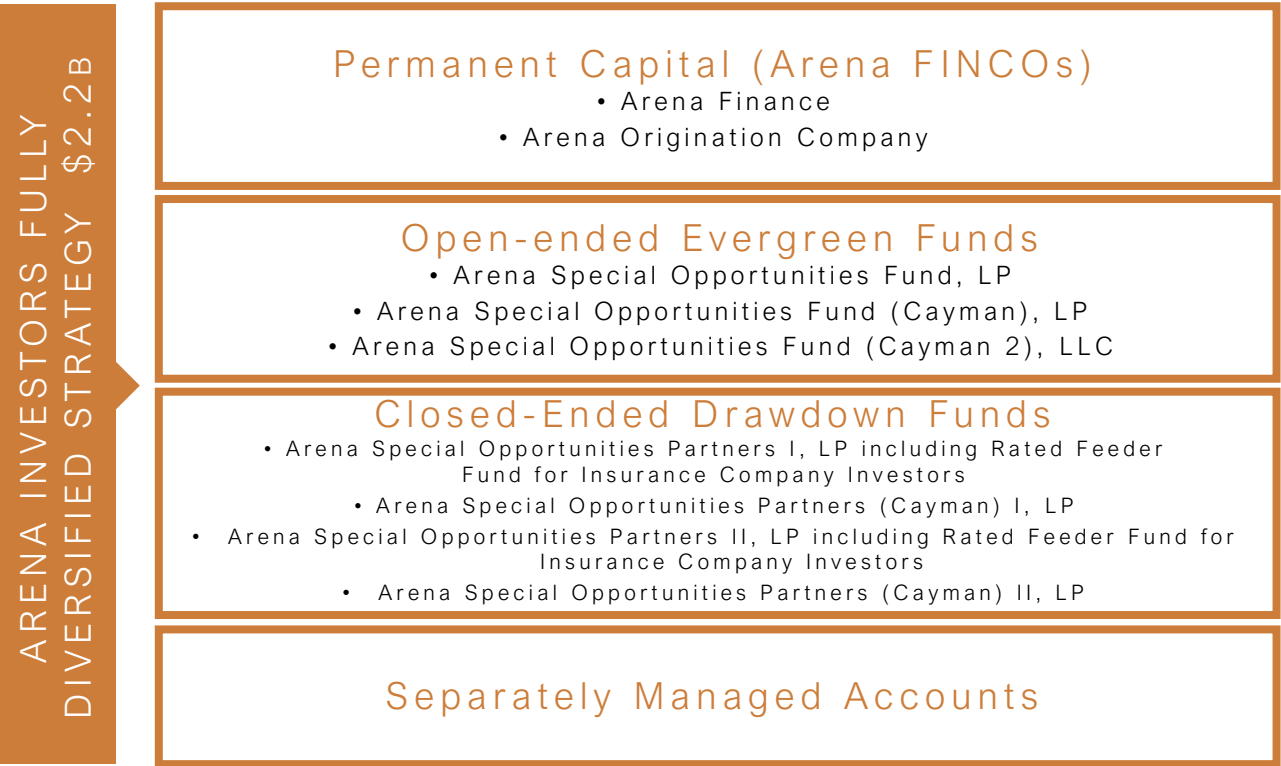 ARENA INVESTORS FULLY
DIVERSIFIED STRATEGY $2.2B
Permanent Capital (Arena FINCOs)
• Arena Finance
• Arena Origination Company
Open-ended Evergreen Funds
• Arena Special Opportunities Fund, LP
• Arena Special Opportunities Fund (Cayman), LP
• Arena Special Opportunities Fund (Cayman 2), LLC
Closed-Ended Drawdown Funds
• Arena Special Opportunities Partners I, LP including Rated Feeder
Fund for Insurance Company Investors
• Arena Special Opportunities Partners (Cayman) I, LP
• Arena Special Opportunities Partners II, LP including Rated Feeder Fund for
Insurance Company Investors
• Arena Special Opportunities Partners (Cayman) II, LP
Separately Managed Accounts